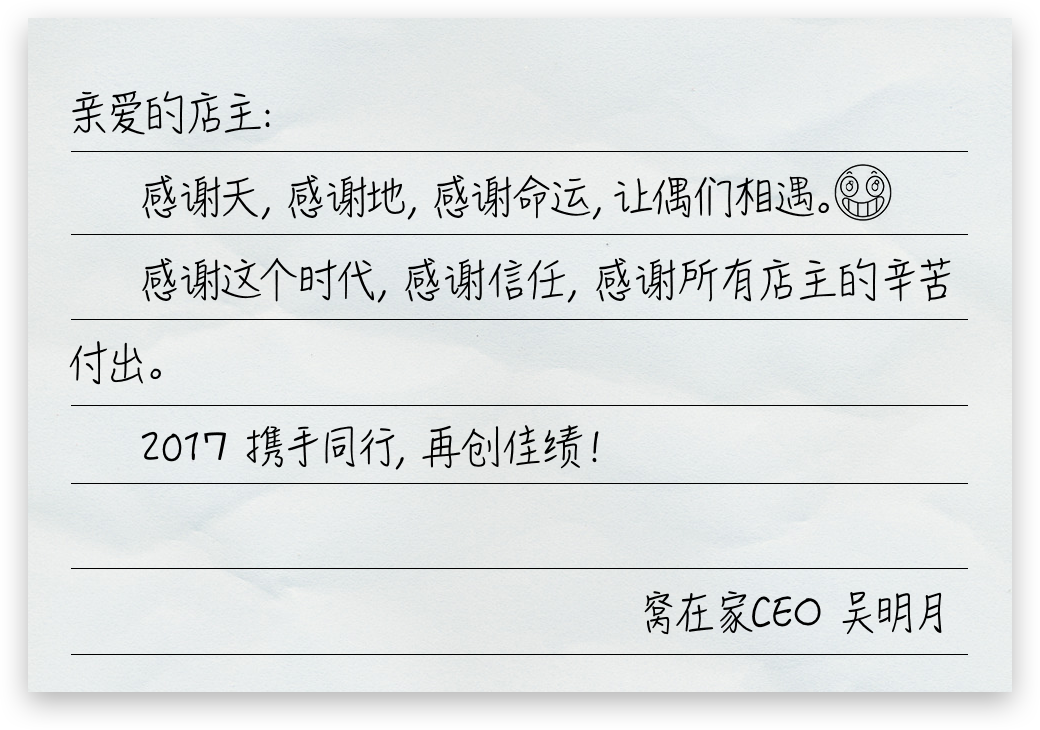 亲爱的店主:
感谢天, 感谢地, 感谢命运, 让偶们相遇。
感谢这个时代, 感谢信任, 感谢所有店主的辛苦
付出。
2017 携手同行, 再创佳绩!
窝在家CEO 吴明月